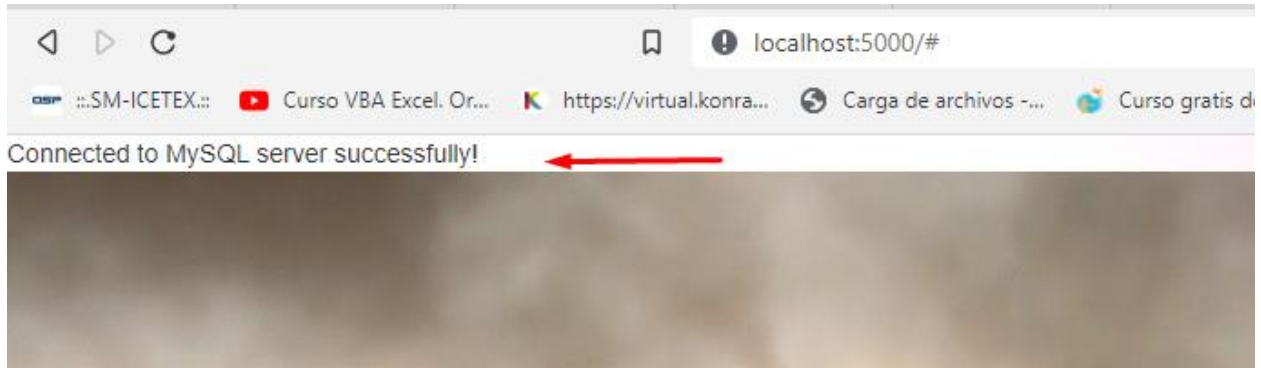 localhost:5000/#
:::.SM-ICETEX.:: Curso VBA Excel. Or... https://virtual.konra... Carga de archivos -... Curso gratis d
Connected to MySQL server successfully!